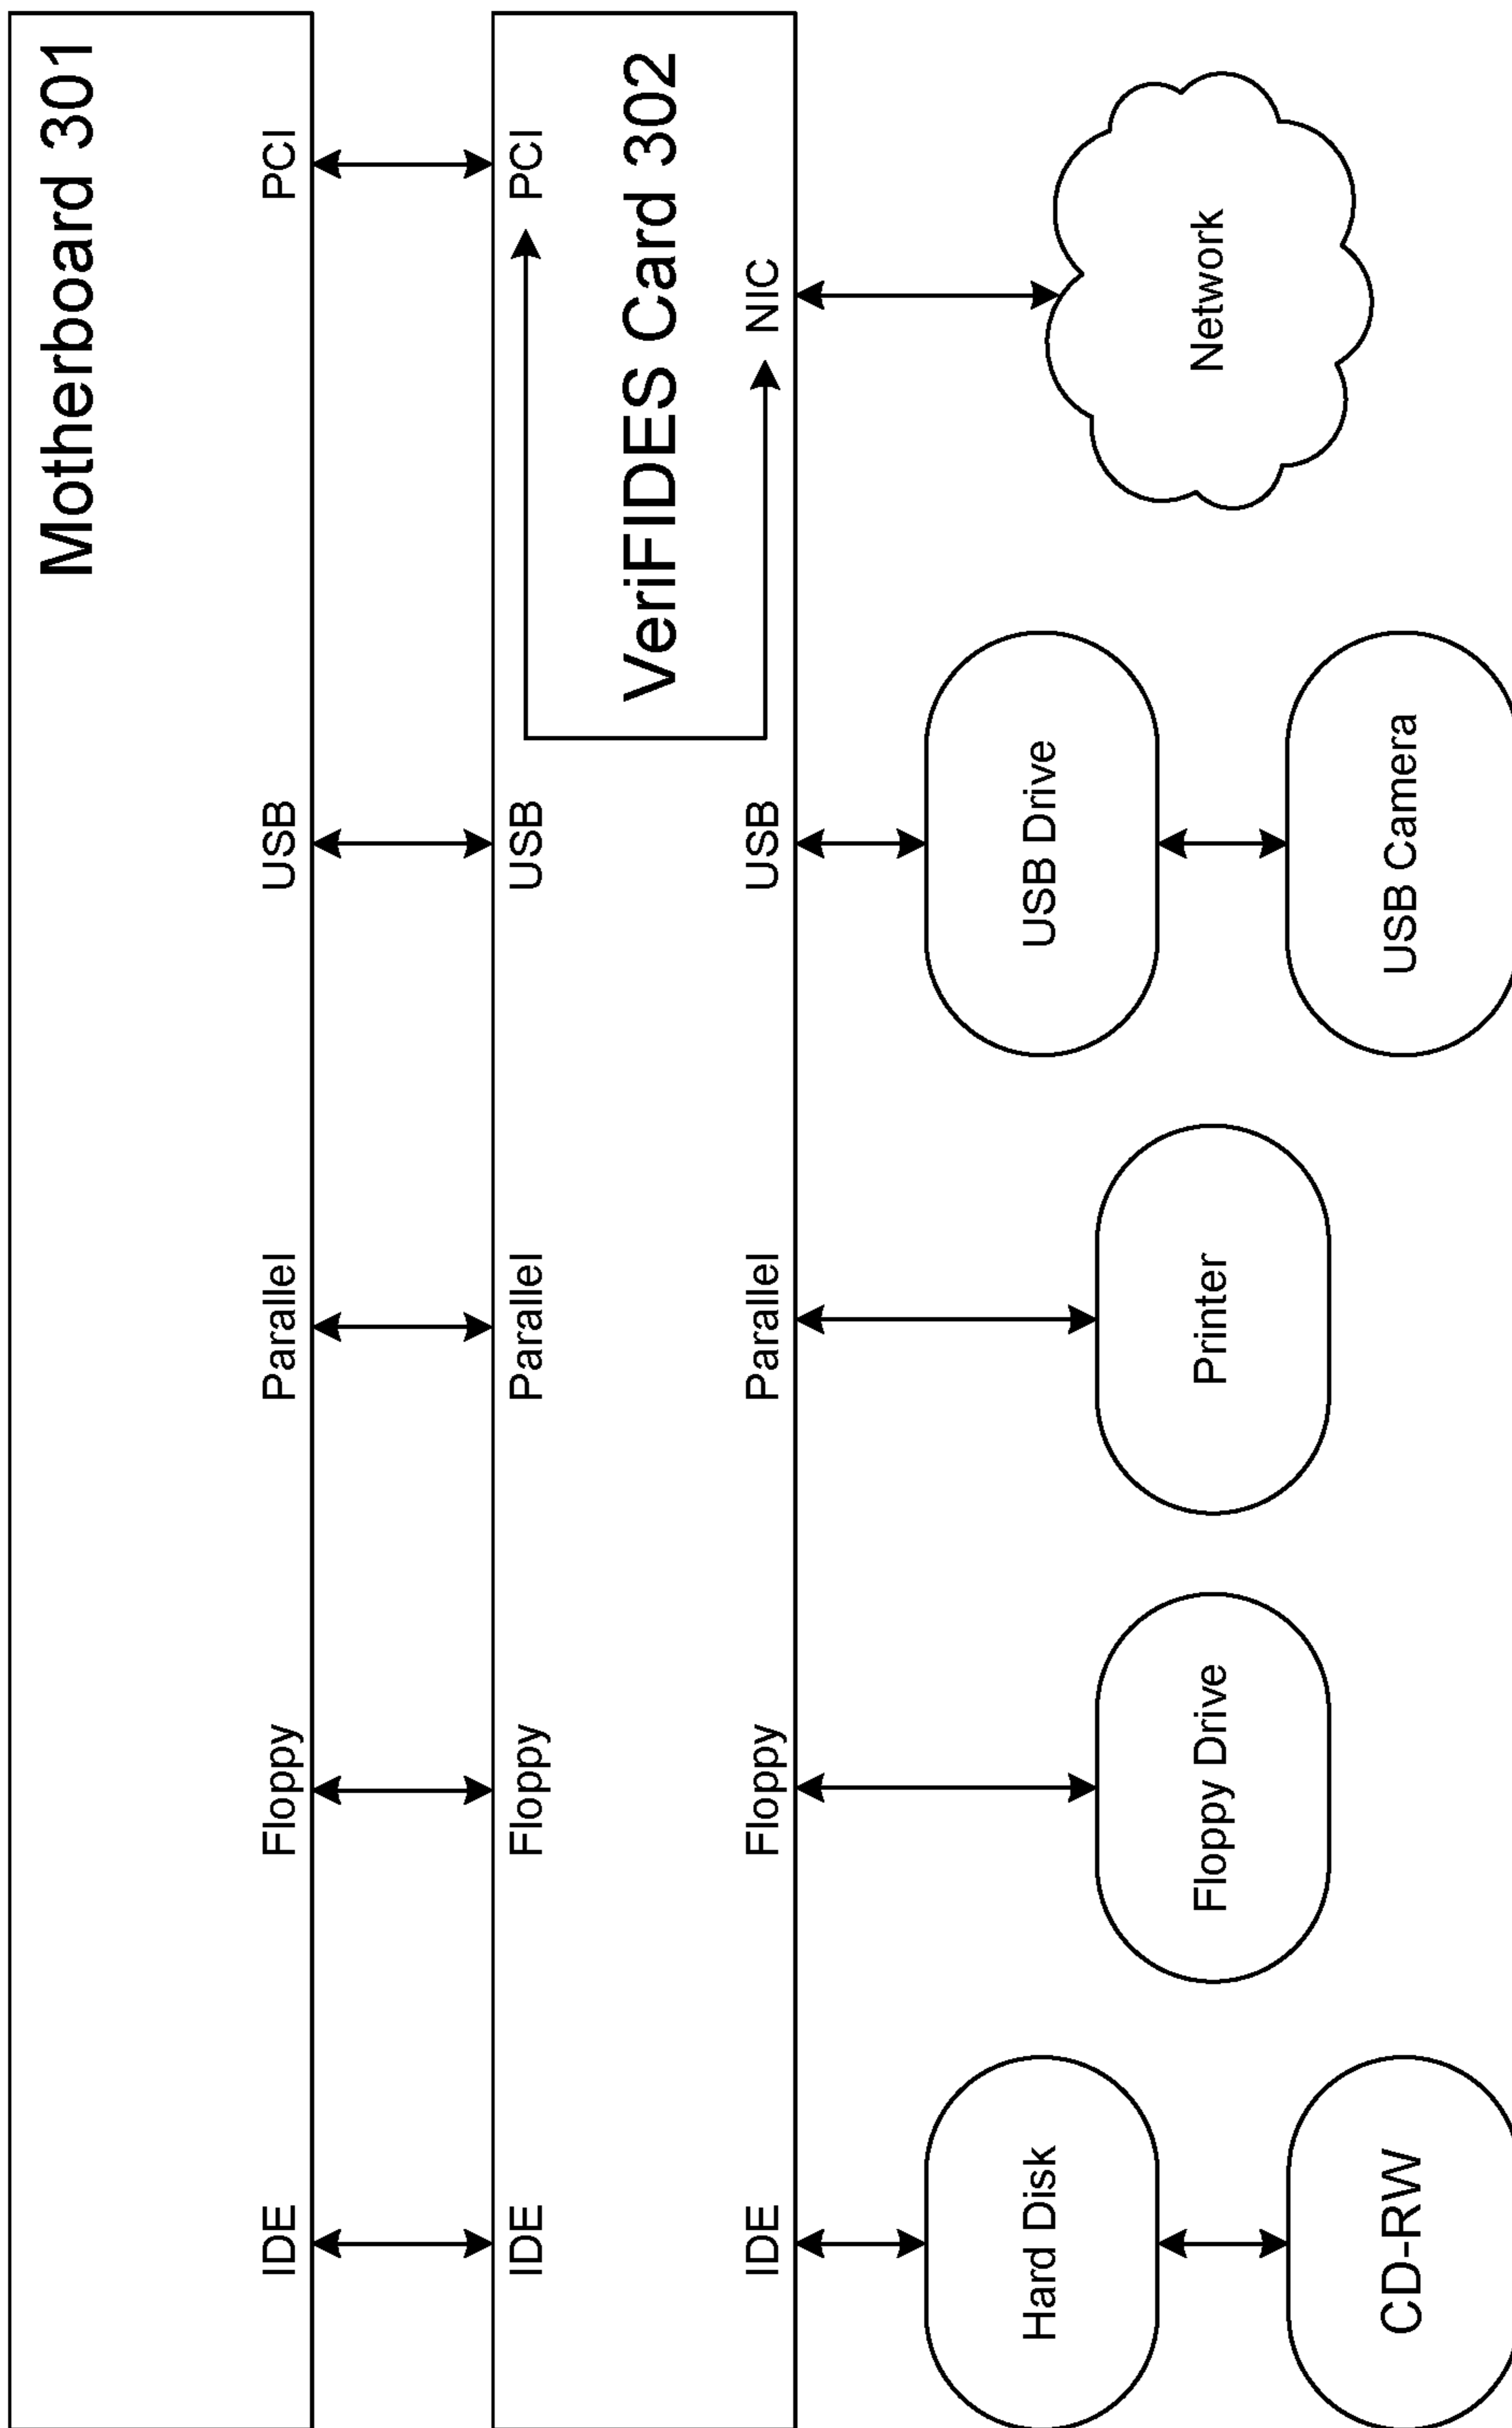 Motherboard 301
IDE
Floppy
Parallel
USB
PCI
IDE
Floppy
Parallel
USB
PCI
VeriFIDES Card 302
IDE
Floppy
Parallel
USB
NIC
Hard Disk
Floppy Drive
Printer
USB Drive
Network
CD-RW
USB Camera